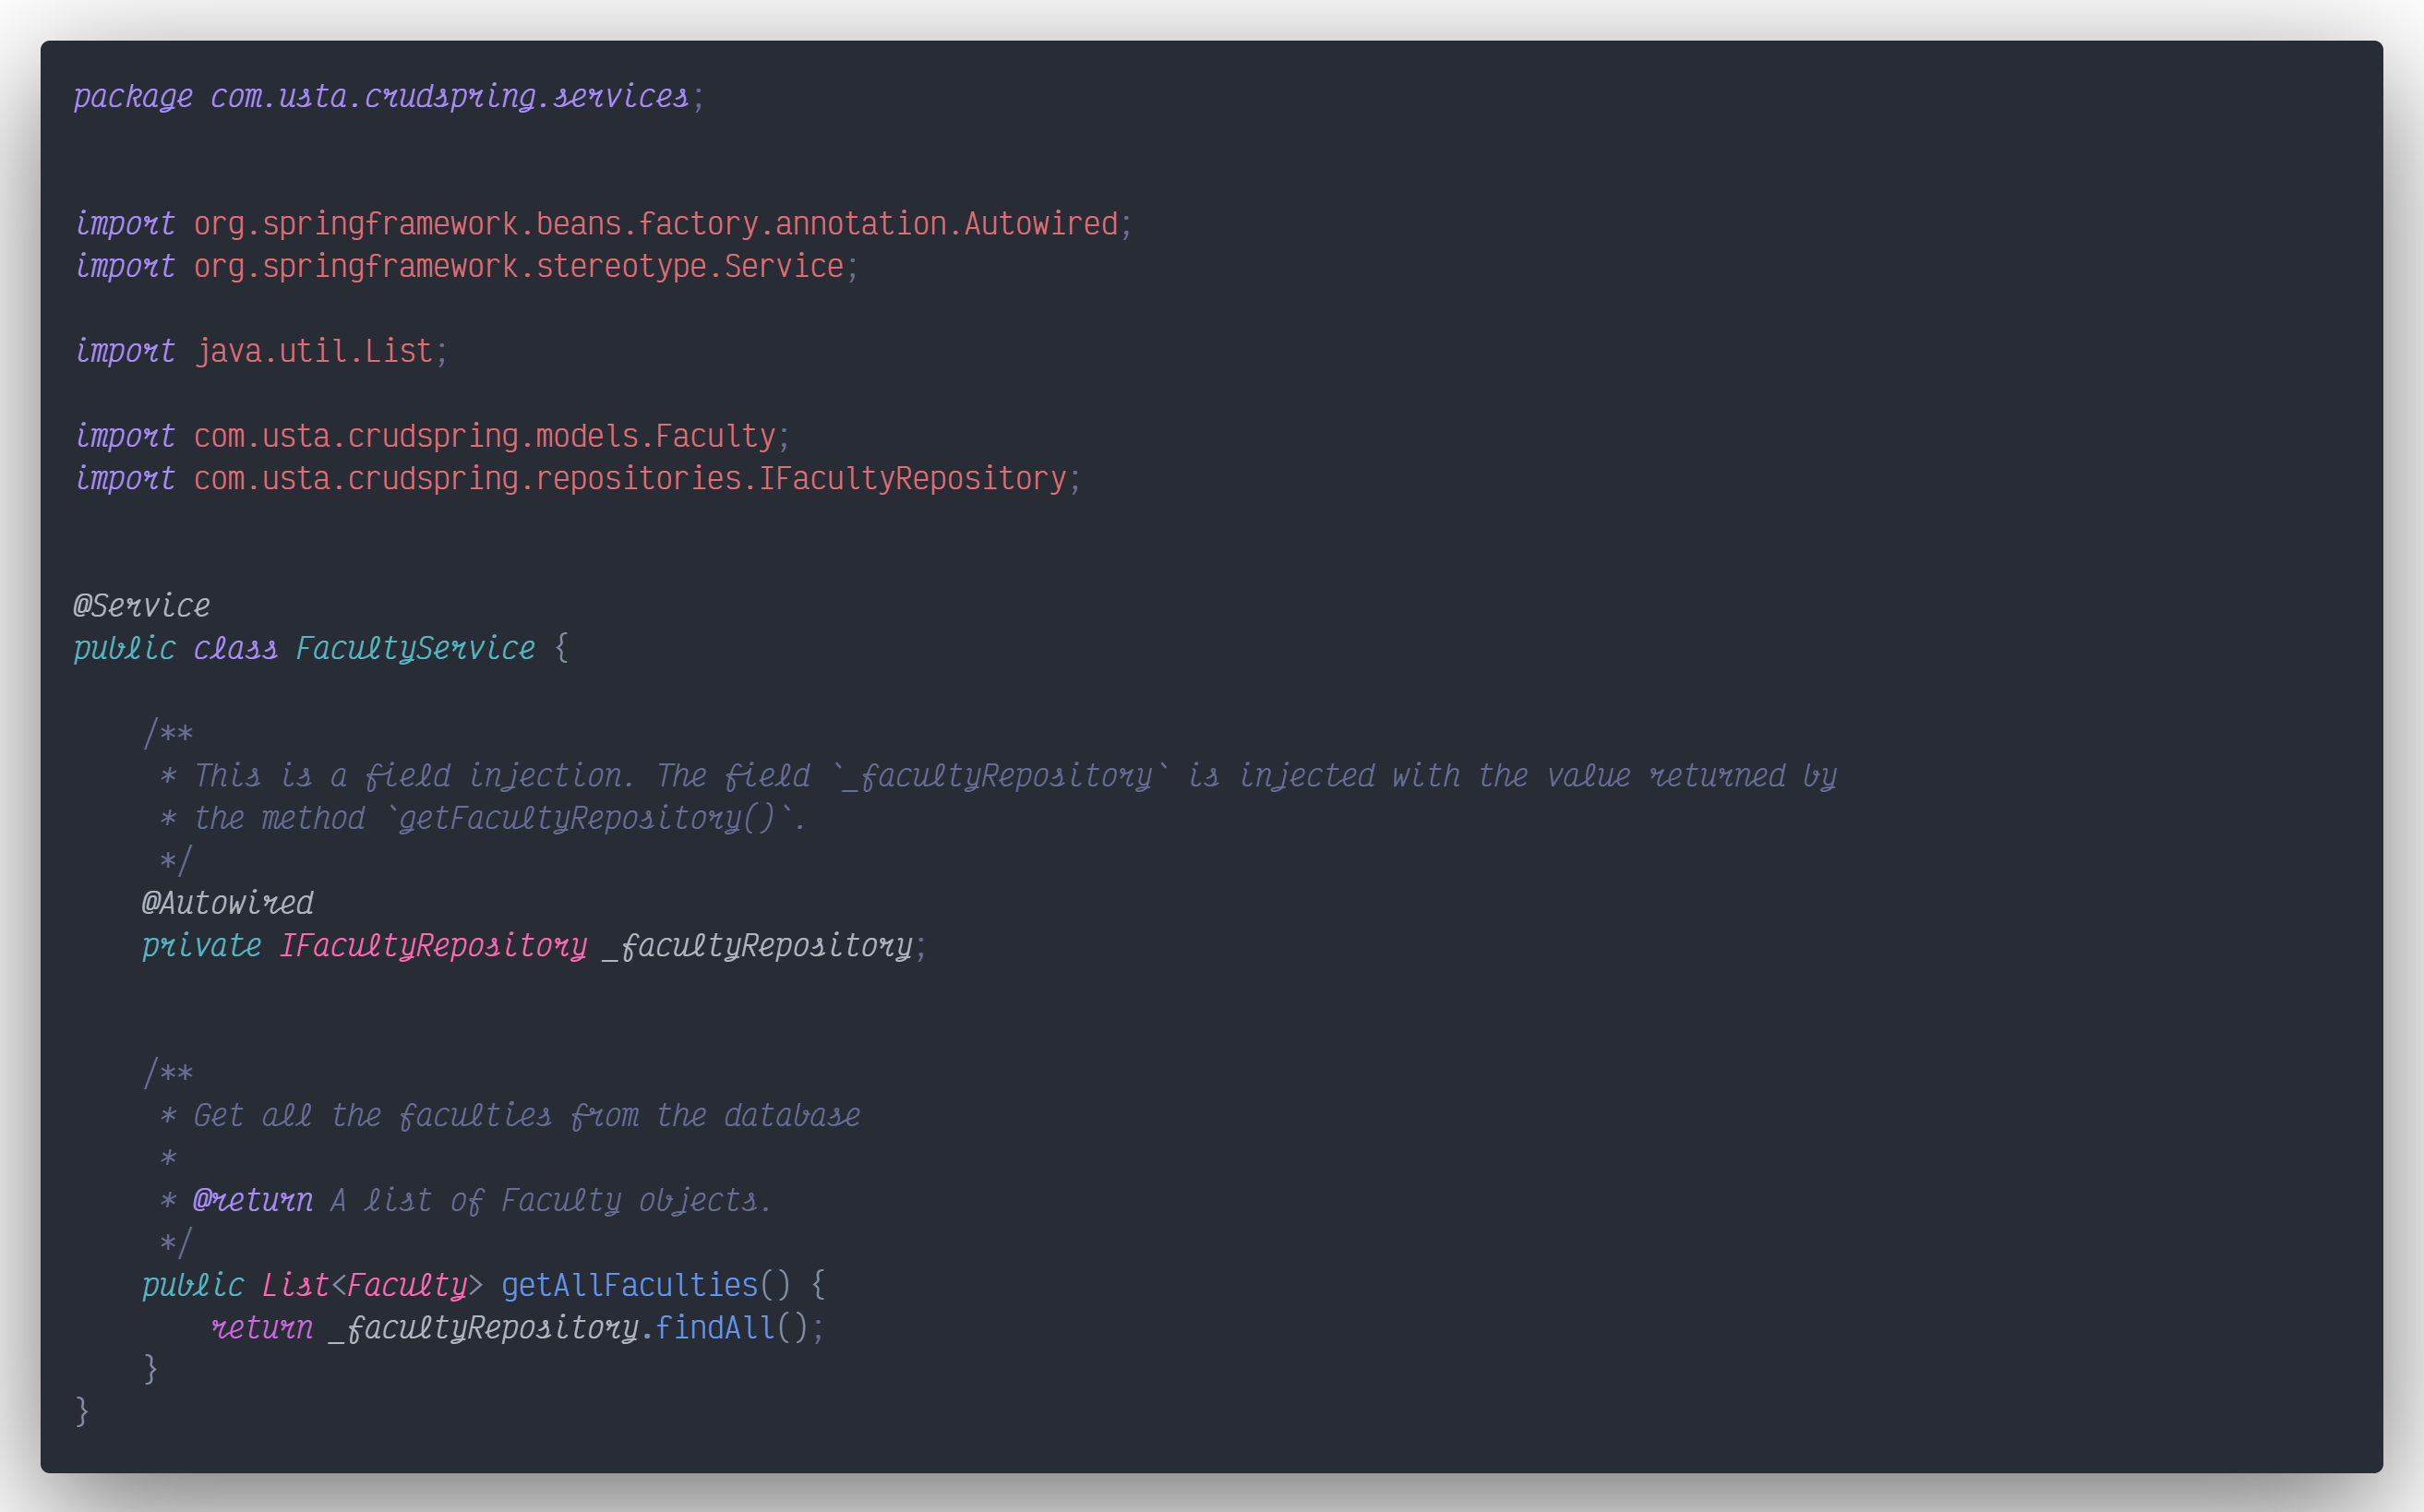 package com.usta.crudspring.services;
import org.springframework.beans.factory.annotation.Autowired;
import org.springframework.stereotype.Service;
import java.util.List;
import com.usta.crudspring.models.Faculty;
import com.usta.crudspring.repositories.IFacultyRepository;
@Service
public class FacultyService {
    /**
     * This is a field injection. The field `_facultyRepository` is injected with the value returned by
     * the method `getFacultyRepository()`.
     */
    @Autowired
    private IFacultyRepository _facultyRepository;
    /**
     * Get all the faculties from the database
     *
     * @return A list of Faculty objects.
     */
    public List<Faculty> getAllFaculties() {
        return _facultyRepository.findAll();
    }
}